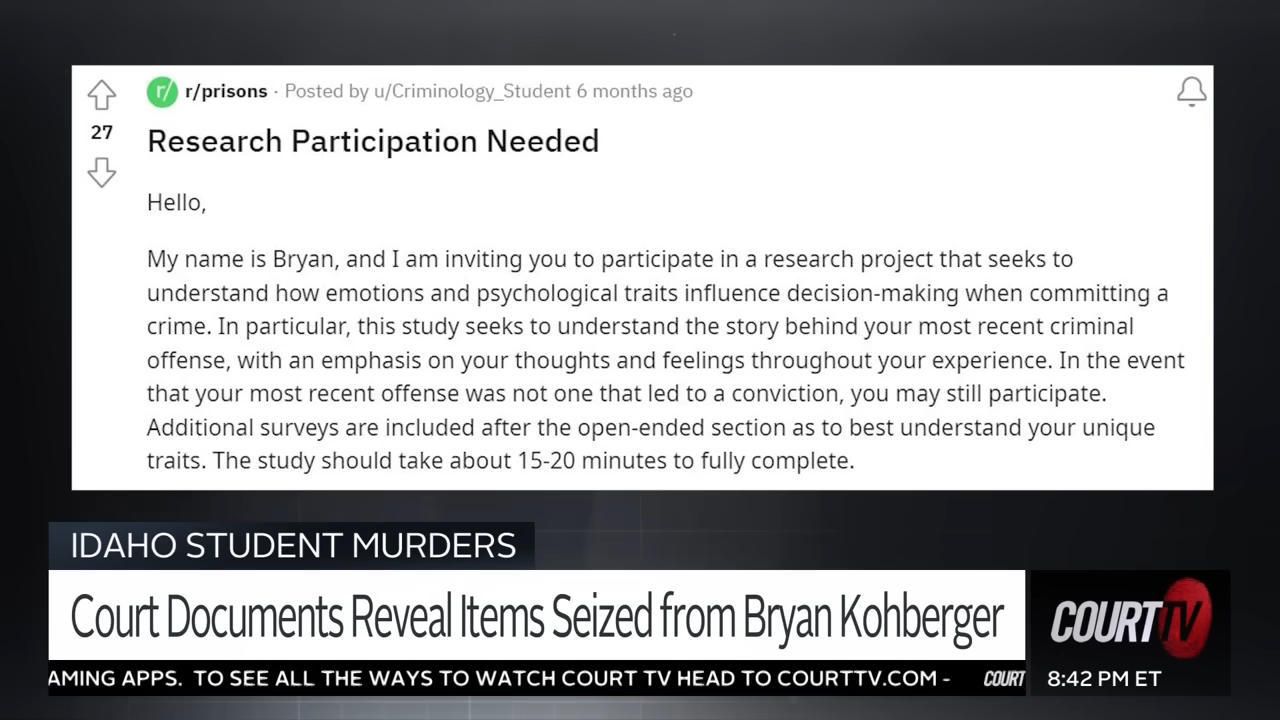 r/ r/prisons · Posted by u/Criminology_Student 6 months ago
27
Research Participation Needed
Hello,
My name is Bryan, and I am inviting you to participate in a research project that seeks to
understand how emotions and psychological traits influence decision-making when committing a
crime. In particular, this study seeks to understand the story behind your most recent criminal
offense, with an emphasis on your thoughts and feelings throughout your experience. In the event
that your most recent offense was not one that led to a conviction, you may still participate.
Additional surveys are included after the open-ended section as to best understand your unique
traits. The study should take about 15-20 minutes to fully complete.
IDAHO STUDENT MURDERS
Court Documents Reveal Items Seized from Bryan Kohberger
COURT TV
AMING APPS. TO SEE ALL THE WAYS TO WATCH COURT TV HEAD TO COURTTV.COM - COURT
8:42 PM ET